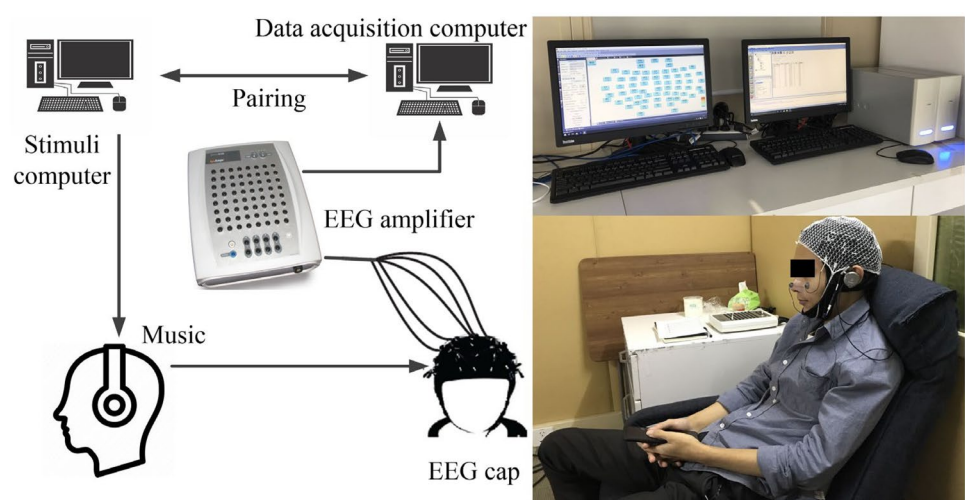 Data acquisition computer
Pairing
Stimuli
computer
EEG amplifier
Music
EEG cap